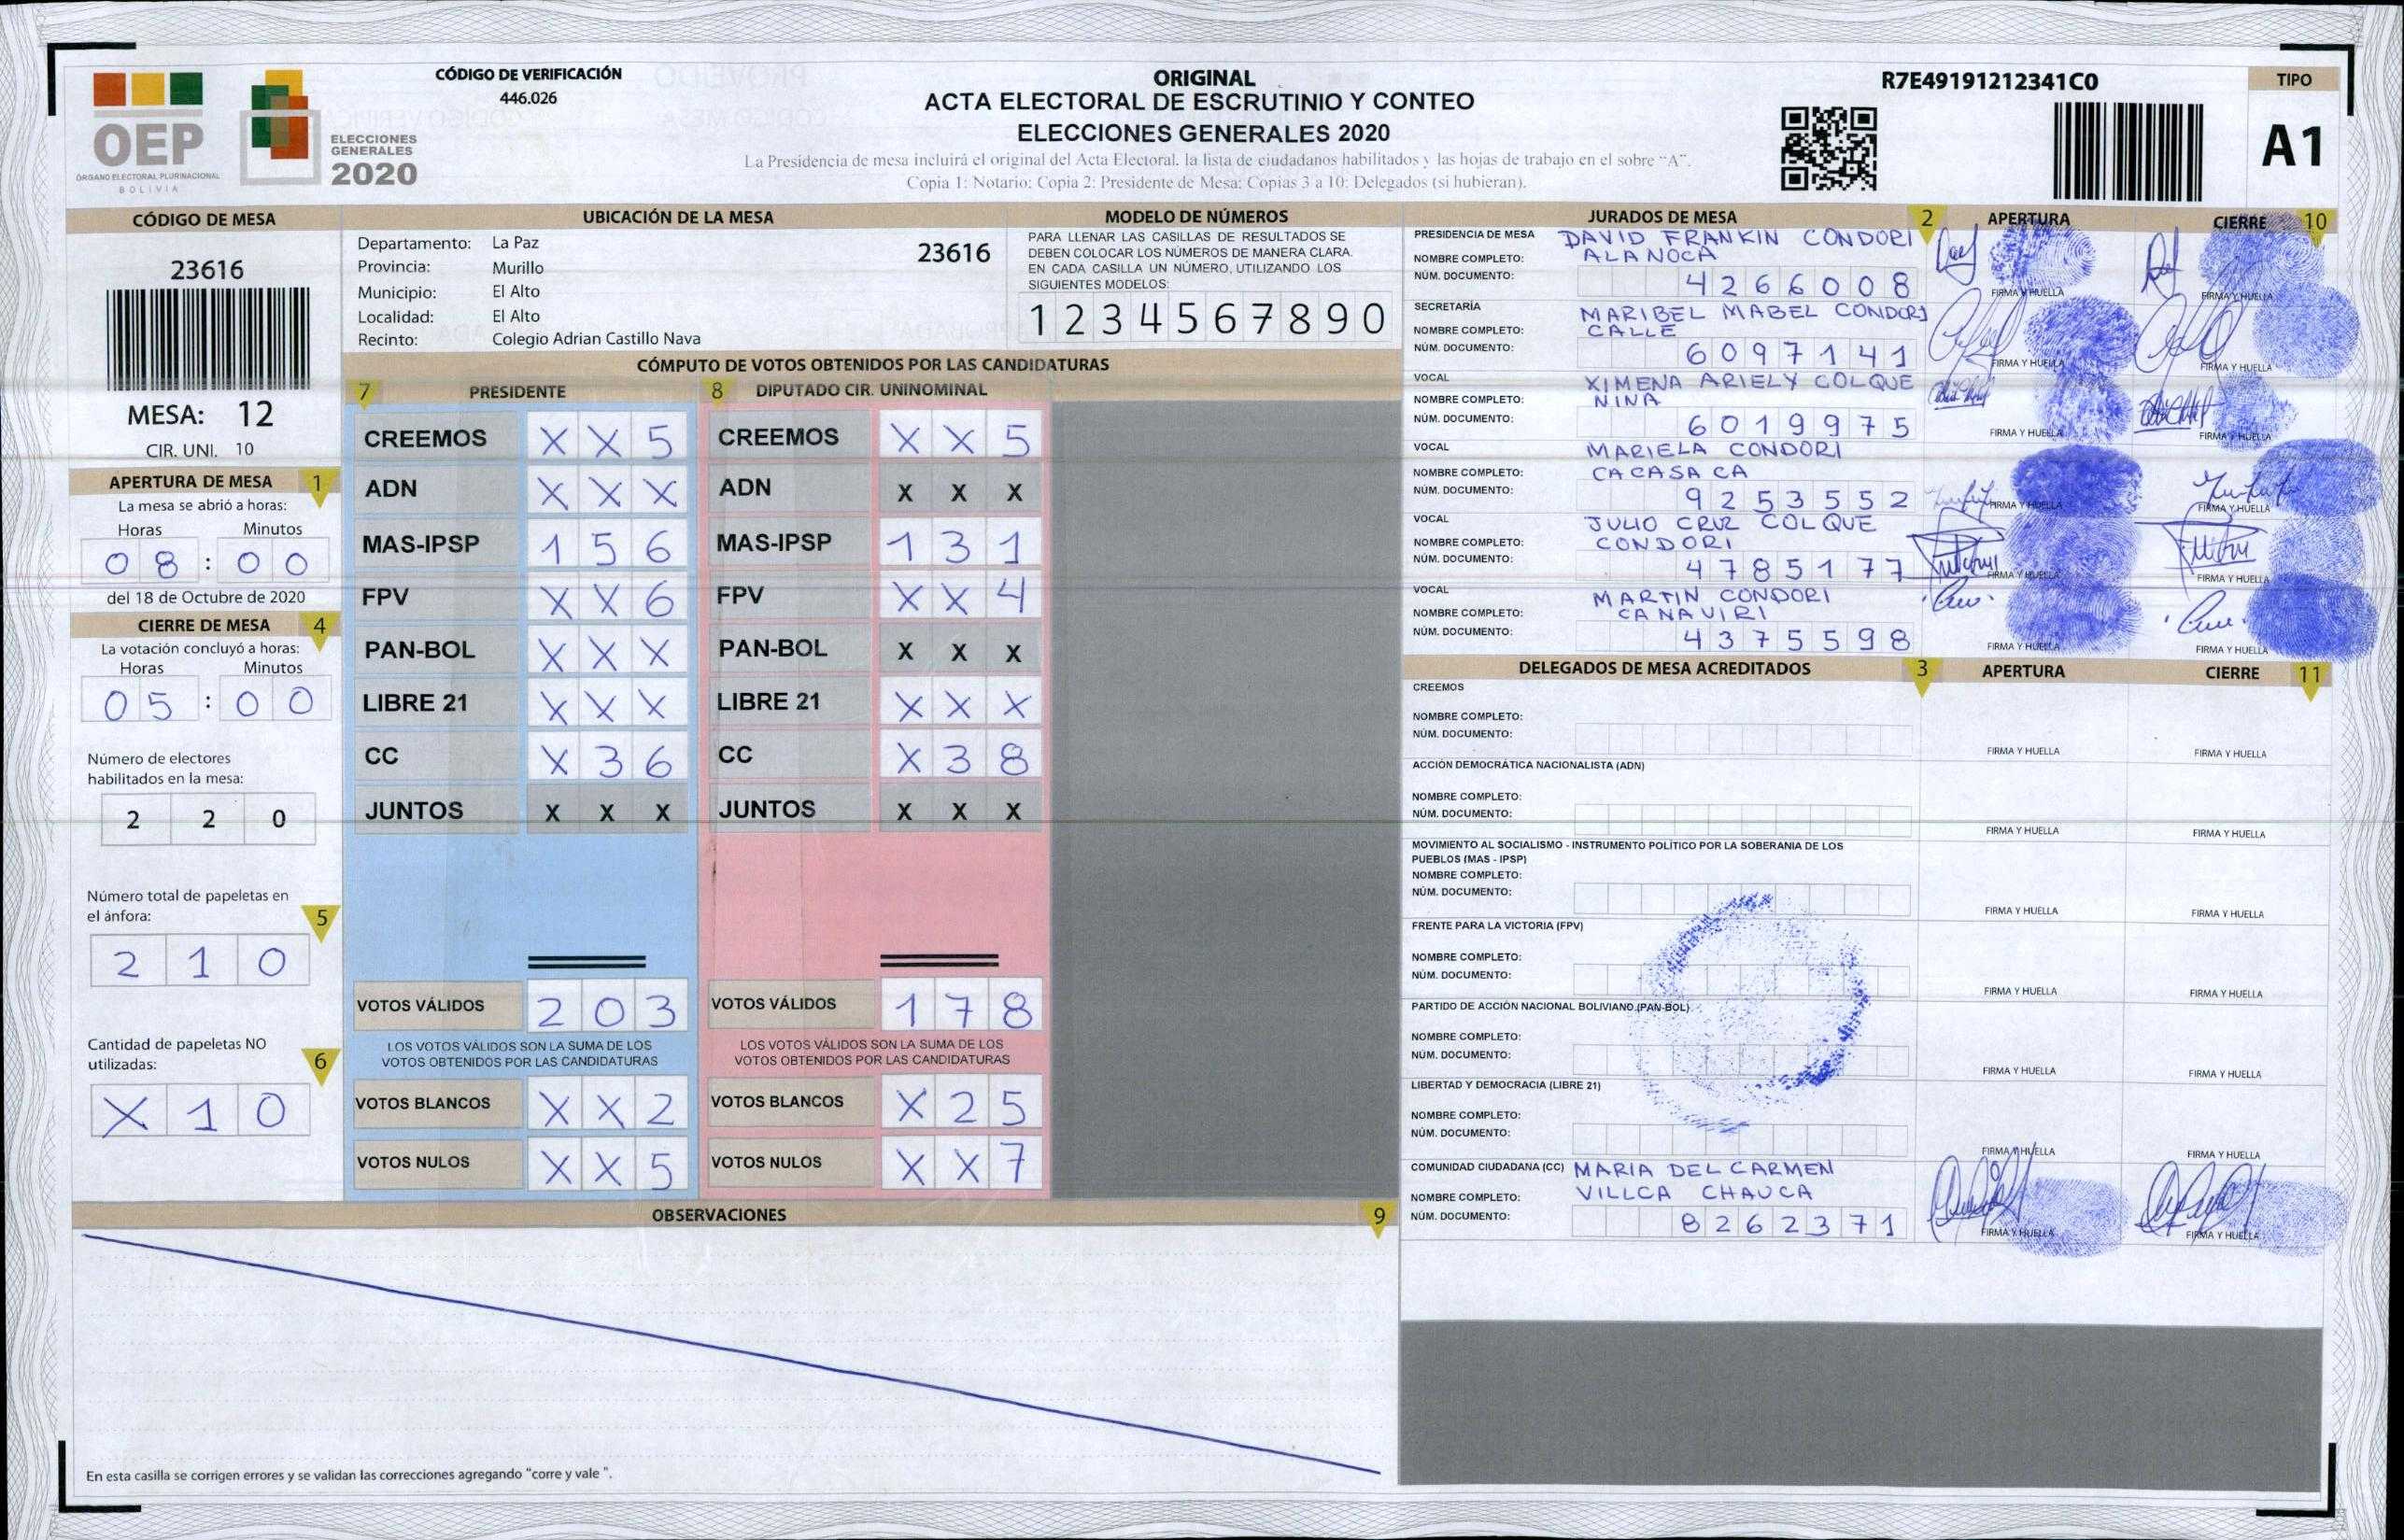 OEP
ÓRGANO ELECTORAL PLURINACIONAL
BOLIVIA
ELECCIONES
GENERALES
2020
CÓDIGO DE VERIFICACIÓN
446.026
ORIGINAL
ACTA ELECTORAL DE ESCRUTINIO Y CONTEO
ELECCIONES GENERALES 2020
La Presidencia de mesa incluirá el original del Acta Electoral, la lista de ciudadanos habilitados y las hojas de trabajo en el sobre "A".
Copia 1: Notario; Copia 2: Presidente de Mesa; Copias 3 a 10: Delegados (si hubieran).
R7E49191212341C0
TIPO
A1
CÓDIGO DE MESA
23616
MESA: 12
CIR. UNI. 10
APERTURA DE MESA 1
La mesa se abrió a horas:
Horas Minutos
08 : 00
del 18 de Octubre de 2020
CIERRE DE MESA 4
La votación concluyó a horas:
Horas Minutos
05 : 00
Número de electores
habilitados en la mesa:
2 2 0
Número total de papeletas en
el ánfora: 5
2 1 0
Cantidad de papeletas NO
utilizadas: 6
X 1 0
UBICACIÓN DE LA MESA
Departamento: La Paz 23616
Provincia: Murillo
Municipio: El Alto
Localidad: El Alto
Recinto: Colegio Adrian Castillo Nava
MODELO DE NÚMEROS
PARA LLENAR LAS CASILLAS DE RESULTADOS SE
DEBEN COLOCAR LOS NÚMEROS DE MANERA CLARA.
EN CADA CASILLA UN NÚMERO, UTILIZANDO LOS
SIGUIENTES MODELOS:
1 2 3 4 5 6 7 8 9 0
CÓMPUTO DE VOTOS OBTENIDOS POR LAS CANDIDATURAS
7 PRESIDENTE 8 DIPUTADO CIR. UNINOMINAL
CREEMOS X X 5 CREEMOS X X 5
ADN X X X ADN X X X
MAS-IPSP 1 5 6 MAS-IPSP 1 3 1
FPV X X 6 FPV X X 4
PAN-BOL X X X PAN-BOL X X X
LIBRE 21 X X X LIBRE 21 X X X
CC X 3 6 CC X 3 8
JUNTOS X X X JUNTOS X X X
VOTOS VÁLIDOS 2 0 3 VOTOS VÁLIDOS 1 7 8
LOS VOTOS VÁLIDOS SON LA SUMA DE LOS LOS VOTOS VÁLIDOS SON LA SUMA DE LOS
VOTOS OBTENIDOS POR LAS CANDIDATURAS VOTOS OBTENIDOS POR LAS CANDIDATURAS
VOTOS BLANCOS X X 2 VOTOS BLANCOS X 2 5
VOTOS NULOS X X 5 VOTOS NULOS X X 7
OBSERVACIONES 9
En esta casilla se corrigen errores y se validan las correcciones agregando "corre y vale ".
JURADOS DE MESA 2 APERTURA CIERRE 10
PRESIDENCIA DE MESA DAVID FRANKIN CONDORI
NOMBRE COMPLETO: ALANOCA
NÚM. DOCUMENTO: 4266008 FIRMA Y HUELLA FIRMA Y HUELLA
SECRETARÍA MARIBEL MABEL CONDORI
NOMBRE COMPLETO: CALLE
NÚM. DOCUMENTO: 6097141 FIRMA Y HUELLA FIRMA Y HUELLA
VOCAL XIMENA ARIELY COLQUE
NOMBRE COMPLETO: NINA
NÚM. DOCUMENTO: 6019975 FIRMA Y HUELLA FIRMA Y HUELLA
VOCAL MARIELA CONDORI
NOMBRE COMPLETO: CACASA CA
NÚM. DOCUMENTO: 9253552 FIRMA Y HUELLA FIRMA Y HUELLA
VOCAL JULIO CRUZ COLQUE
NOMBRE COMPLETO: CONDORI
NÚM. DOCUMENTO: 4785177 FIRMA Y HUELLA FIRMA Y HUELLA
VOCAL MARTIN CONDORI
NOMBRE COMPLETO: CANAVIRI
NÚM. DOCUMENTO: 4375598 FIRMA Y HUELLA FIRMA Y HUELLA
DELEGADOS DE MESA ACREDITADOS 3 APERTURA CIERRE 11
CREEMOS
NOMBRE COMPLETO:
NÚM. DOCUMENTO: FIRMA Y HUELLA FIRMA Y HUELLA
ACCIÓN DEMOCRÁTICA NACIONALISTA (ADN)
NOMBRE COMPLETO:
NÚM. DOCUMENTO: FIRMA Y HUELLA FIRMA Y HUELLA
MOVIMIENTO AL SOCIALISMO - INSTRUMENTO POLÍTICO POR LA SOBERANIA DE LOS
PUEBLOS (MAS - IPSP)
NOMBRE COMPLETO:
NÚM. DOCUMENTO: FIRMA Y HUELLA FIRMA Y HUELLA
FRENTE PARA LA VICTORIA (FPV)
NOMBRE COMPLETO:
NÚM. DOCUMENTO: FIRMA Y HUELLA FIRMA Y HUELLA
PARTIDO DE ACCIÓN NACIONAL BOLIVIANO (PAN-BOL)
NOMBRE COMPLETO:
NÚM. DOCUMENTO: FIRMA Y HUELLA FIRMA Y HUELLA
LIBERTAD Y DEMOCRACIA (LIBRE 21)
NOMBRE COMPLETO:
NÚM. DOCUMENTO: FIRMA Y HUELLA FIRMA Y HUELLA
COMUNIDAD CIUDADANA (CC) MARIA DEL CARMEN
NOMBRE COMPLETO: VILLCA CHAUCA
NÚM. DOCUMENTO: 8262371 FIRMA Y HUELLA FIRMA Y HUELLA